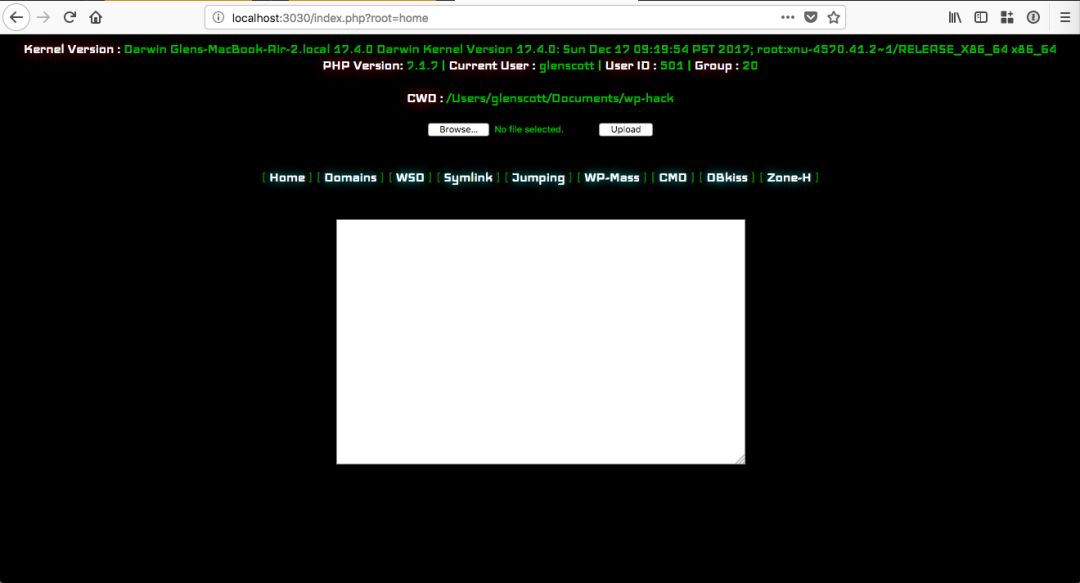 localhost:3030/index.php?root=home
Kernel Version : Darwin Glens-MacBook-Air-2.local 17.4.0 Darwin Kernel Version 17.4.0: Sun Dec 17 09:19:54 PST 2017; root:xnu-4570.41.2~1/RELEASE_X86_64 x86_64
PHP Version: 7.1.7 | Current User : glenscott | User ID : 501 | Group : 20
CWD : /Users/glenscott/Documents/wp-hack
Browse... No file selected. Upload
[ Home ] [ Domains ] [ WSO ] [ Symlink ] [ Jumping ] [ WP-Mass ] [ CMD ] [ DBkiss ] [ Zone-H ]